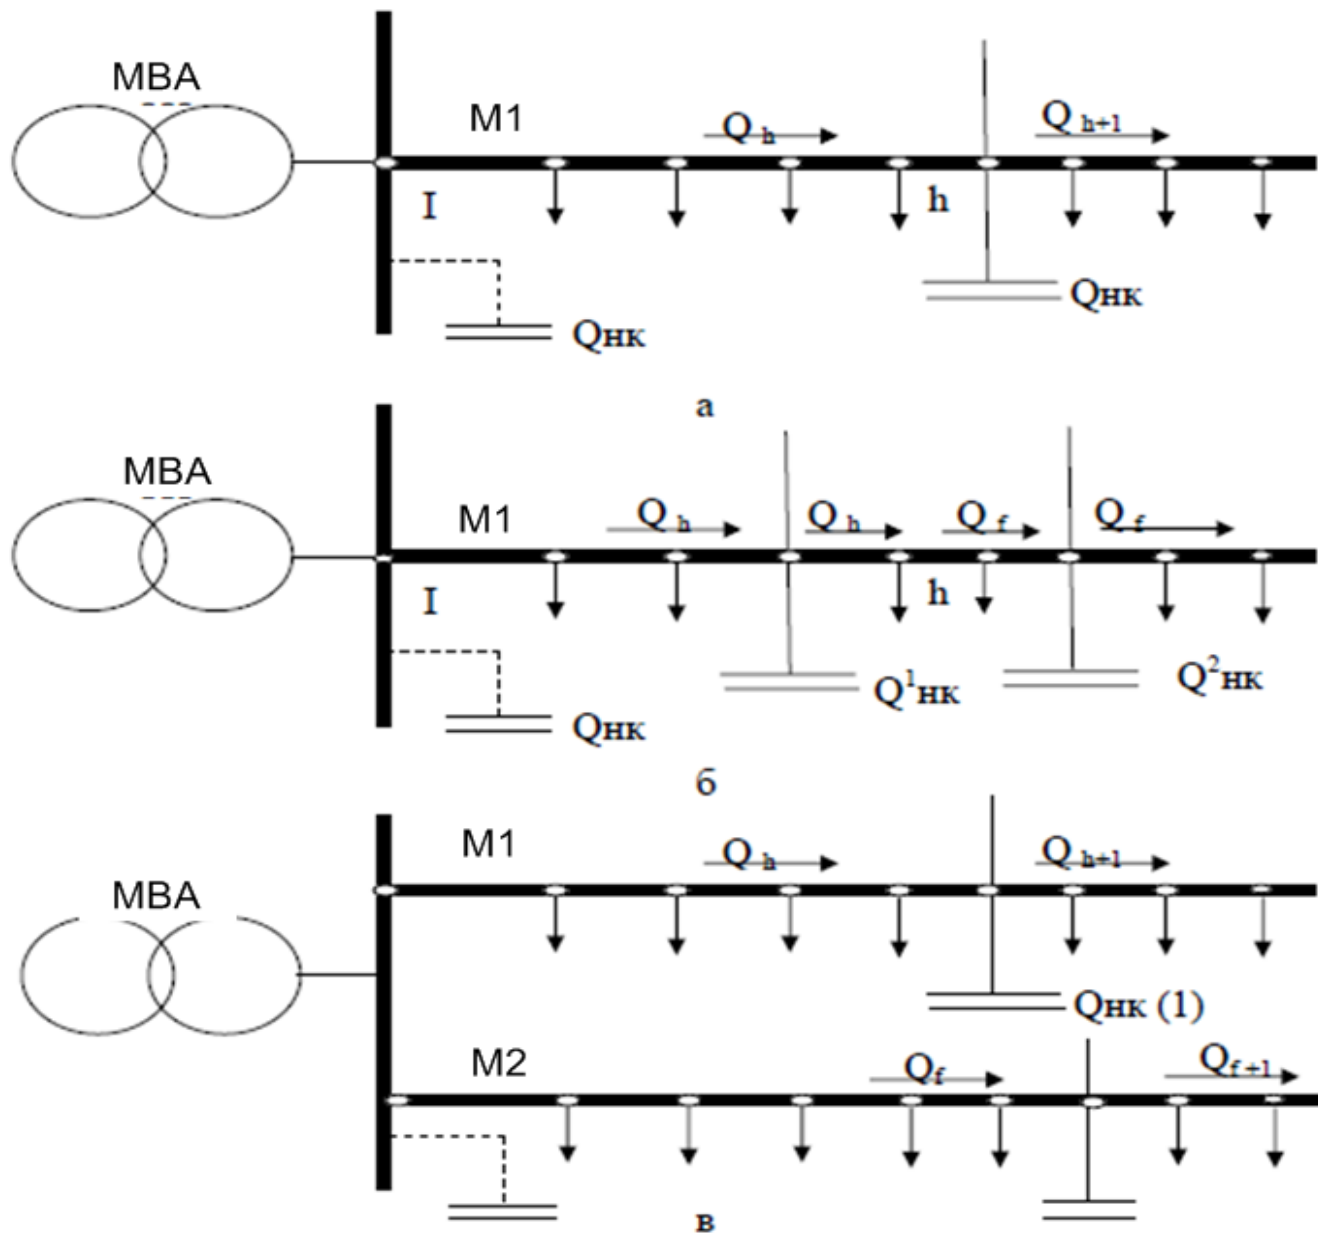 МВА
М1
Q h
Q h+1
I
h
Qнк
Qнк
а
МВА
М1
Q h
Q h
Q f
Q f
I
h
Q¹нк
Q²нк
Qнк
б
М1
Q h
Q h+1
МВА
Qнк (1)
М2
Qf
Qf+1
в